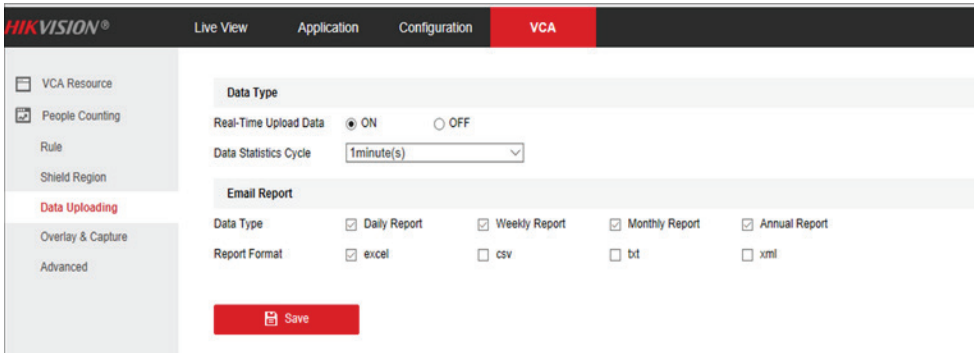 HIKVISION®
Live View Application Configuration VCA
VCA Resource
People Counting
Rule
Shield Region
Data Uploading
Overlay & Capture
Advanced
Data Type
Real-Time Upload Data ON OFF
Data Statistics Cycle 1minute(s)
Email Report
Data Type Daily Report Weekly Report Monthly Report Annual Report
Report Format excel csv txt xml
Save